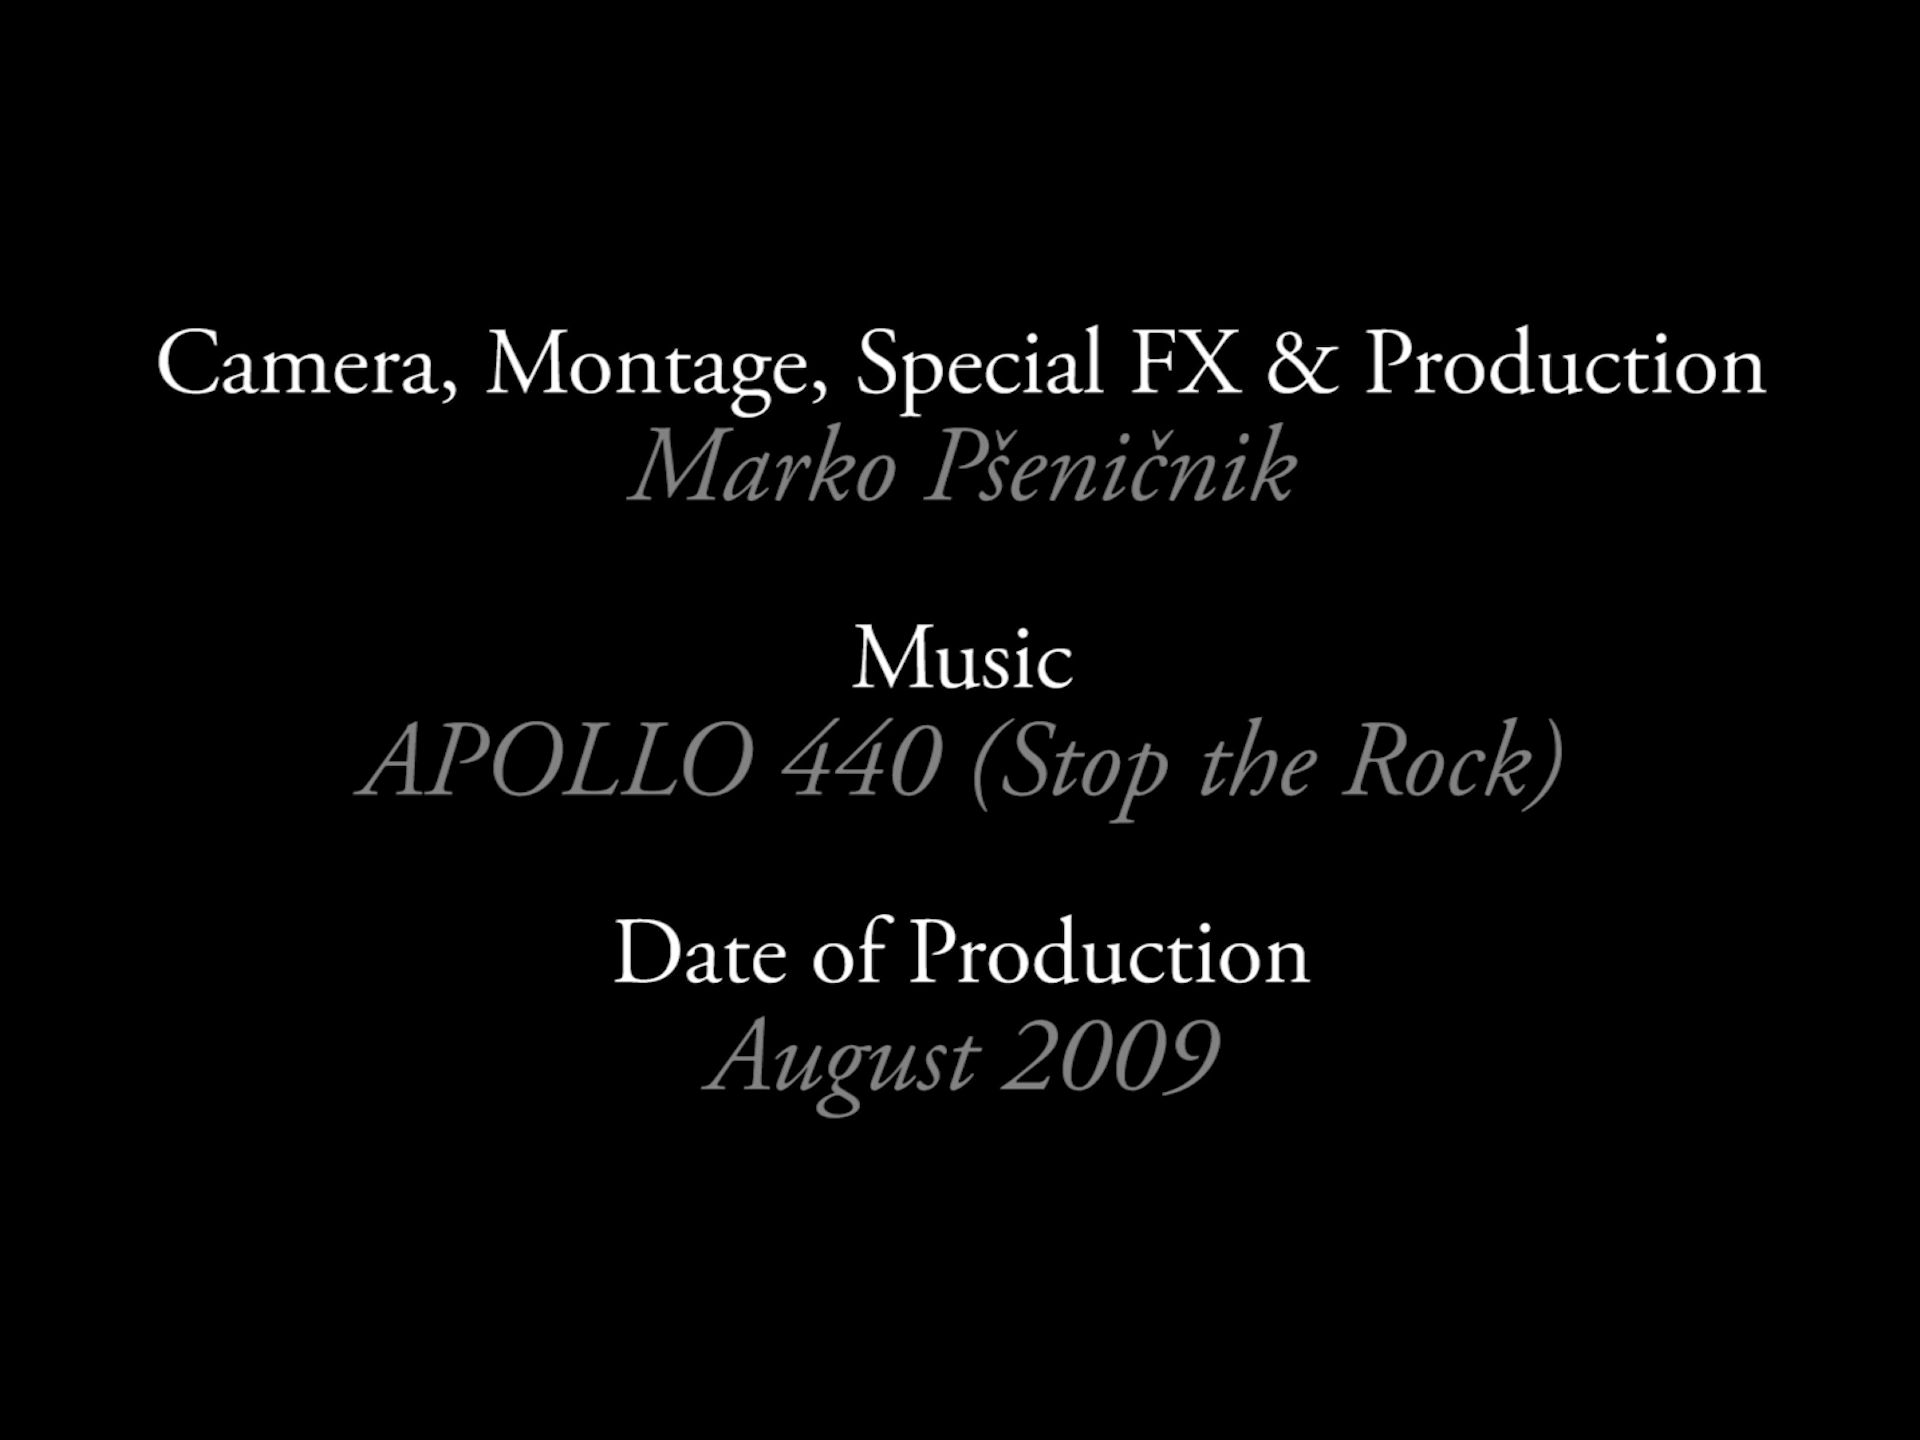 Camera, Montage, Special FX & Production
Marko Pšeničnik
Music
APOLLO 440 (Stop the Rock)
Date of Production
August 2009